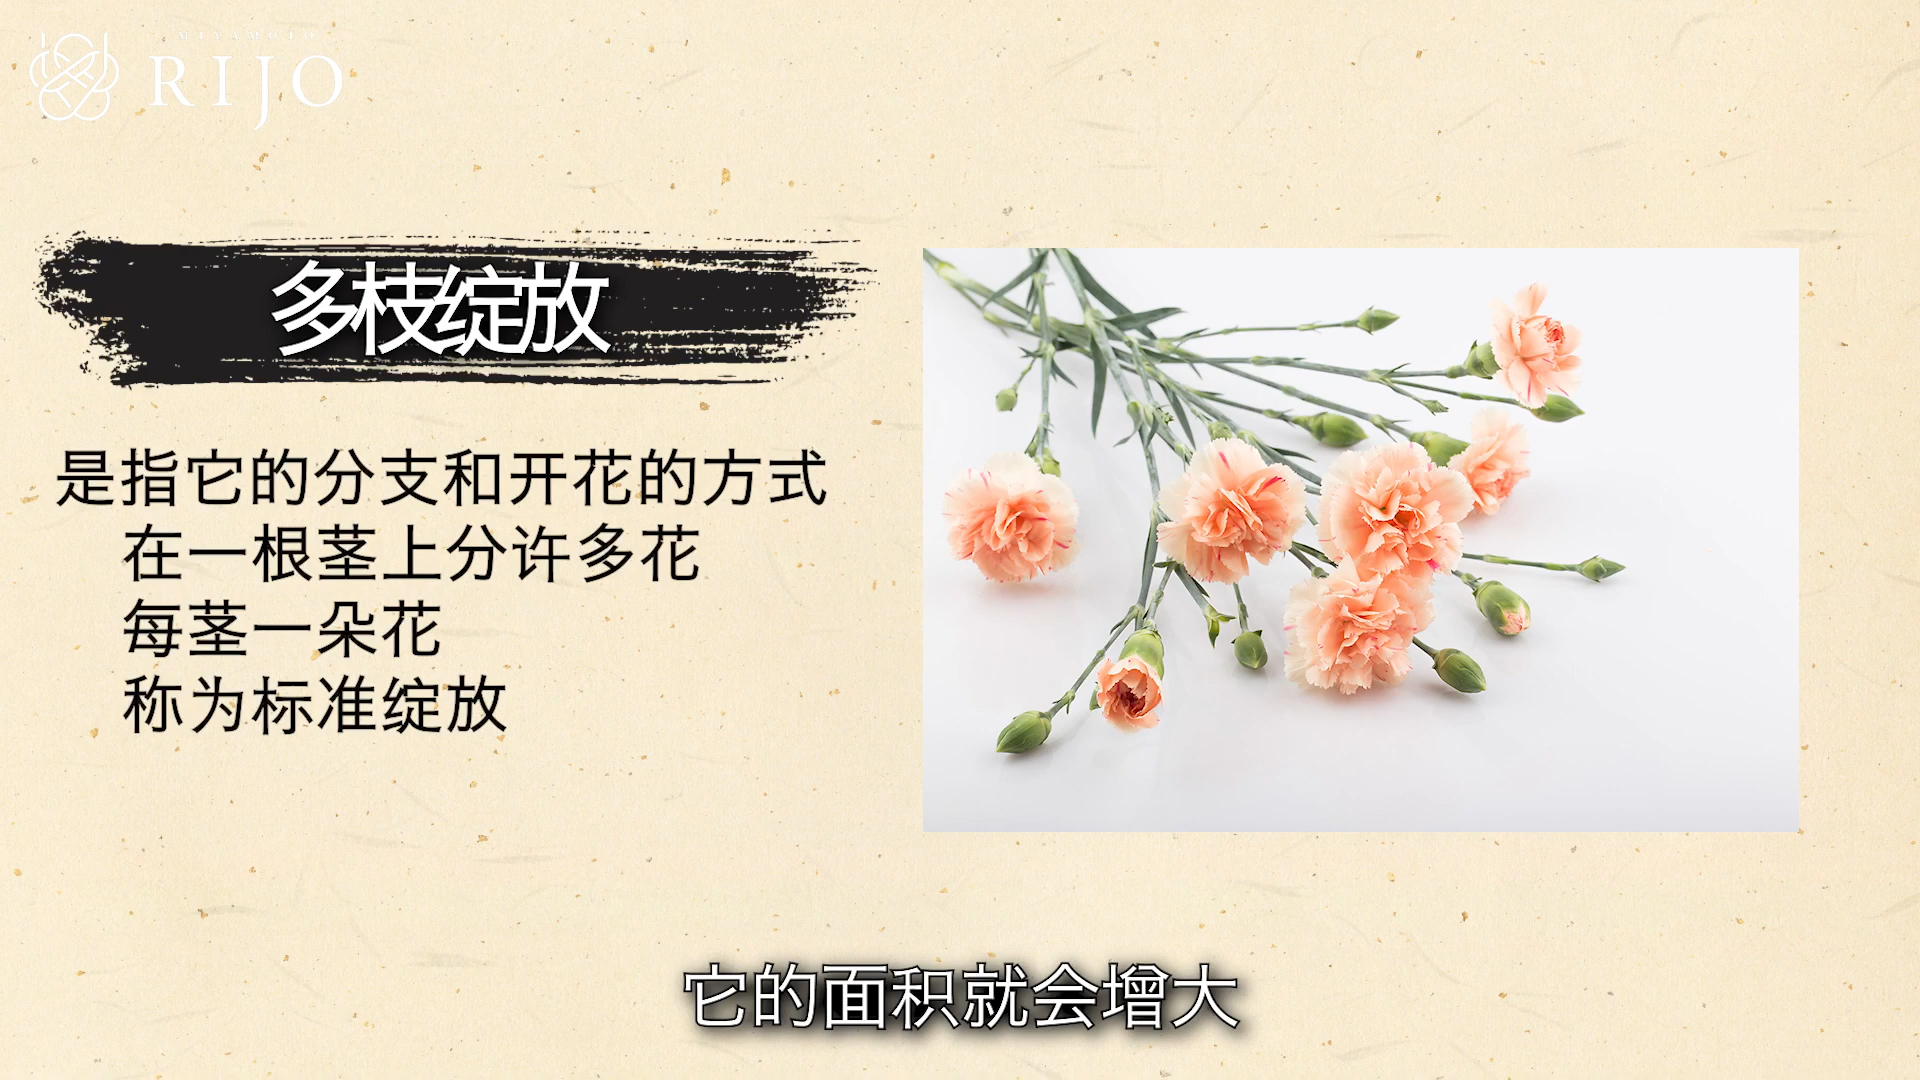 MIYAMOTO
RIJO
多枝绽放
是指它的分支和开花的方式
在一根茎上分许多花
每茎一朵花
称为标准绽放
它的面积就会增大